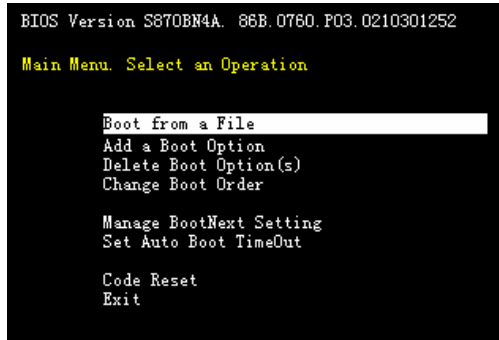 BIOS Version S870BN4A. 86B.0760.P03.0210301252
Main Menu. Select an Operation
Boot from a File
Add a Boot Option
Delete Boot Option(s)
Change Boot Order
Manage BootNext Setting
Set Auto Boot TimeOut
Code Reset
Exit